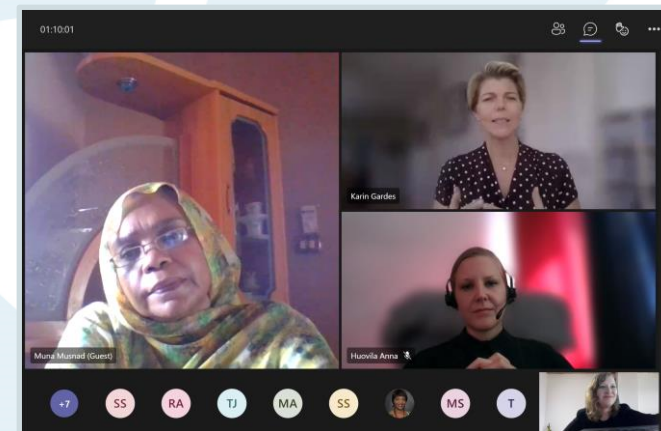 01:10:01
Karin Gardes
Muna Musnad (Guest)
Huovila Anna
+7
SS
RA
TJ
MA
SS
MS
T